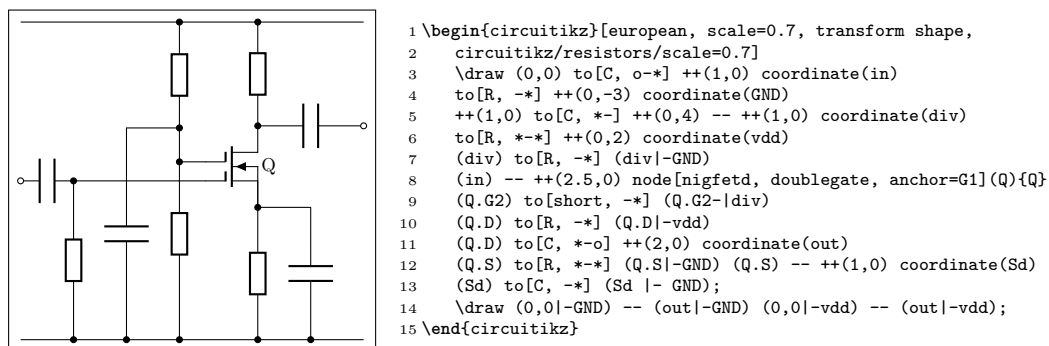 Q
1 \begin{circuitikz}[european, scale=0.7, transform shape,
2 circuitikz/resistors/scale=0.7]
3 \draw (0,0) to[C, o-*] ++(1,0) coordinate(in)
4 to[R, -*] ++(0,-3) coordinate(GND)
5 ++(1,0) to[C, *-] ++(0,4) -- ++(1,0) coordinate(div)
6 to[R, *-*] ++(0,2) coordinate(vdd)
7 (div) to[R, -*] (div|-GND)
8 (in) -- ++(2.5,0) node[nigfetd, doublegate, anchor=G1](Q){Q}
9 (Q.G2) to[short, -*] (Q.G2-|div)
10 (Q.D) to[R, -*] (Q.D|-vdd)
11 (Q.D) to[C, *-o] ++(2,0) coordinate(out)
12 (Q.S) to[R, *-*] (Q.S|-GND) (Q.S) -- ++(1,0) coordinate(Sd)
13 (Sd) to[C, -*] (Sd |- GND);
14 \draw (0,0|-GND) -- (out|-GND) (0,0|-vdd) -- (out|-vdd);
15 \end{circuitikz}